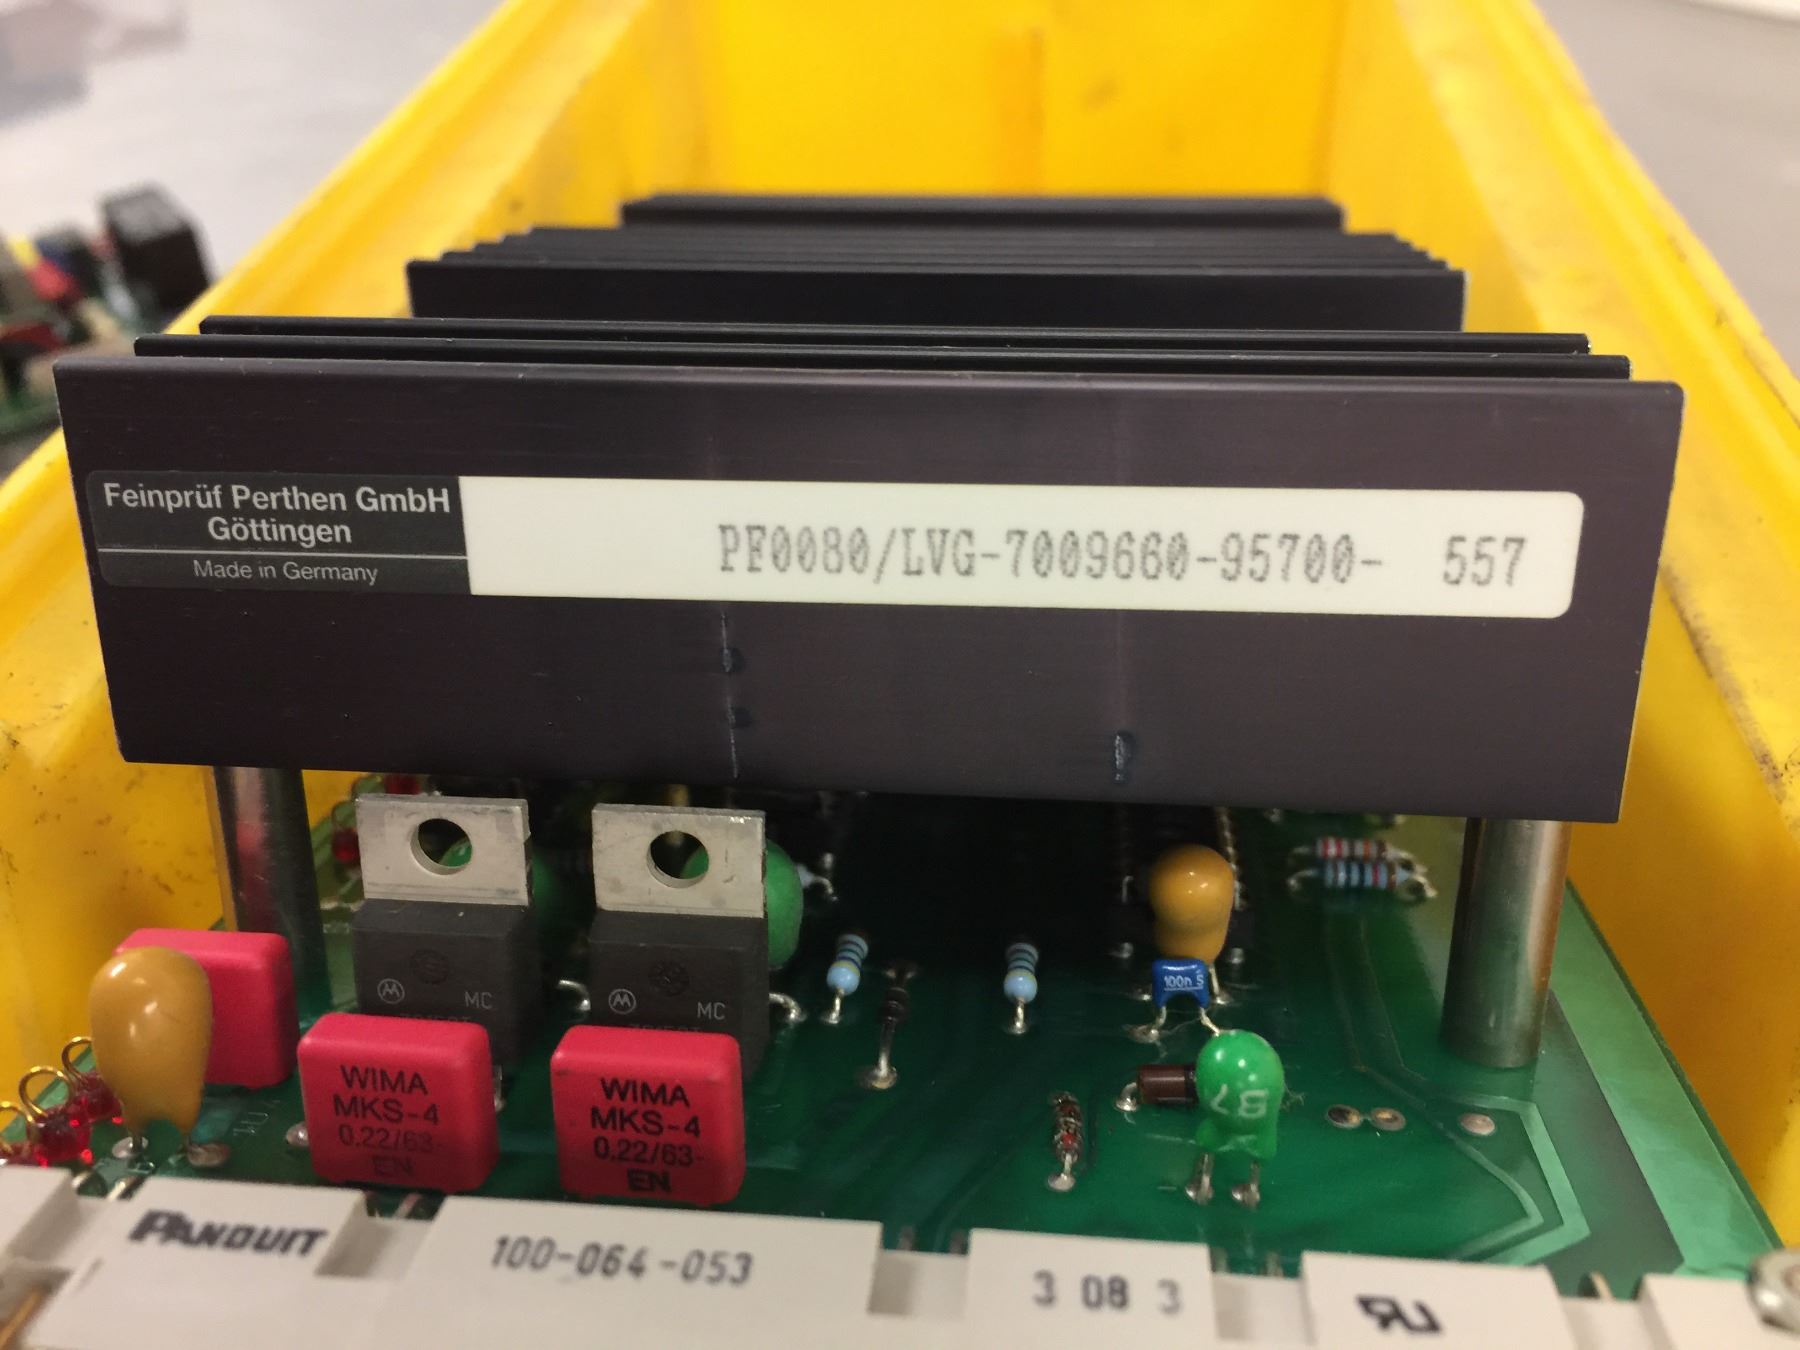 Feinprüf Perthen GmbH
Göttingen
Made in Germany
PF0080/LVG-7009660-95700- 557
MC
MC
100n S
WIMA
MKS-4
0,22/63-
EN
WIMA
MKS-4
0,22/63-
EN
PANDUIT
100-064-053
3 08 3